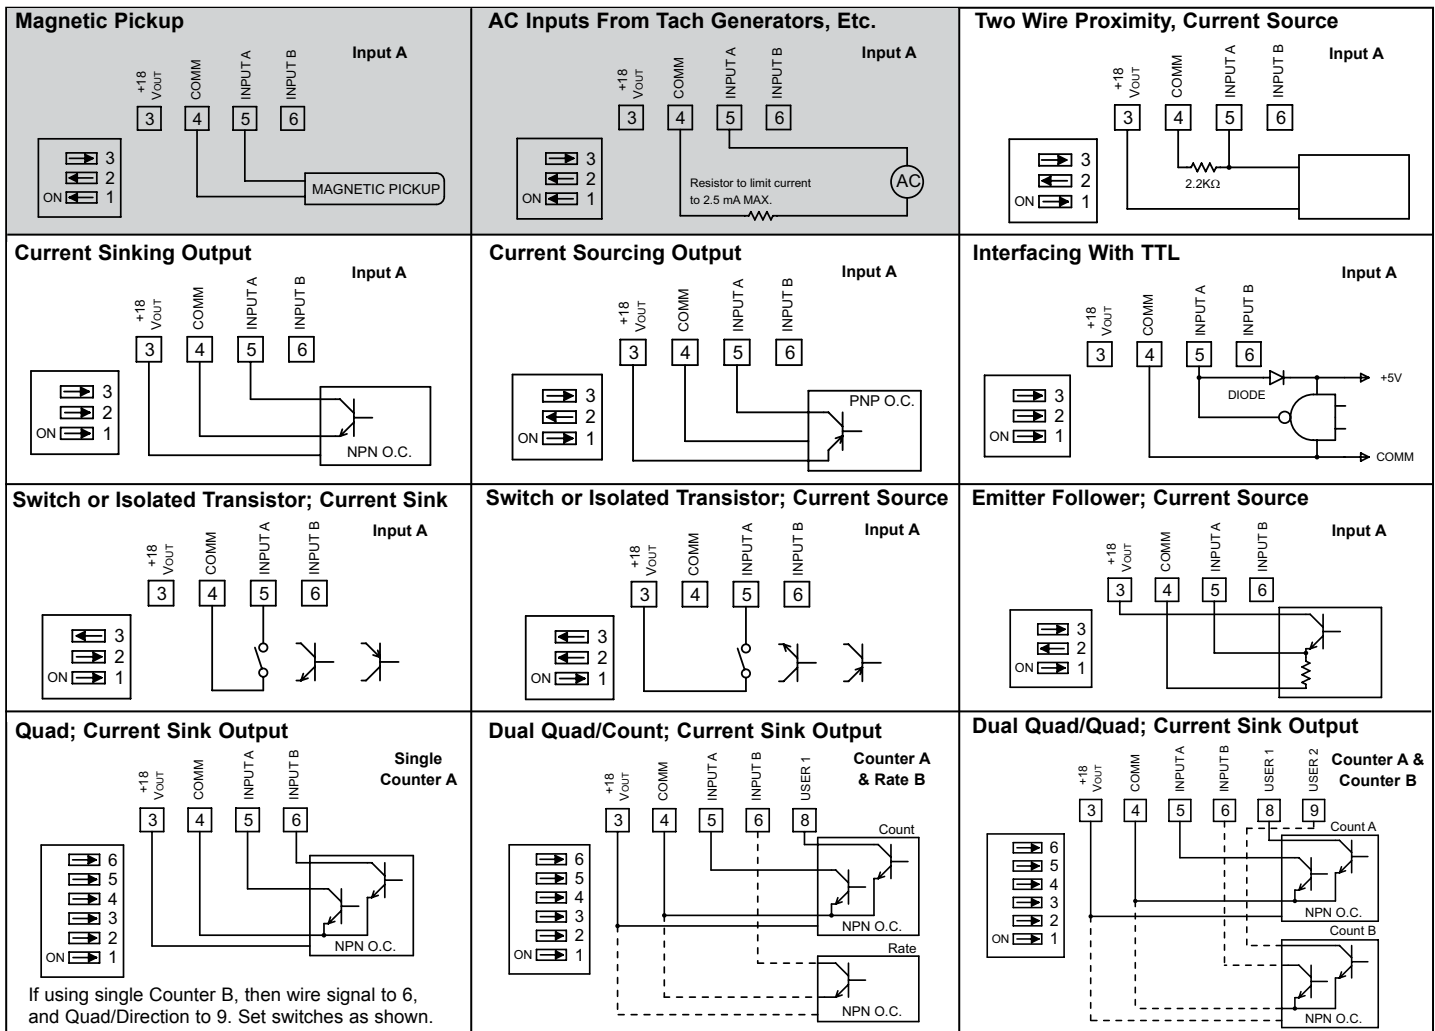 Magnetic Pickup
Input A
+18
VOUT
COMM
INPUT A
INPUT B
3
4
5
6
3
2
ON 1
MAGNETIC PICKUP
AC Inputs From Tach Generators, Etc.
Input A
+18
VOUT
COMM
INPUT A
INPUT B
3
4
5
6
3
2
ON 1
Resistor to limit current
to 2.5 mA MAX.
AC
Two Wire Proximity, Current Source
Input A
+18
VOUT
COMM
INPUT A
INPUT B
3
4
5
6
3
2
ON 1
2.2KΩ
Current Sinking Output
Input A
+18
VOUT
COMM
INPUT A
INPUT B
3
4
5
6
3
2
ON 1
NPN O.C.
Current Sourcing Output
Input A
+18
VOUT
COMM
INPUT A
INPUT B
3
4
5
6
3
2
ON 1
PNP O.C.
Interfacing With TTL
Input A
+18
VOUT
COMM
INPUT A
INPUT B
3
4
5
6
3
2
ON 1
DIODE
+5V
COMM
Switch or Isolated Transistor; Current Sink
Input A
+18
VOUT
COMM
INPUT A
INPUT B
3
4
5
6
3
2
ON 1
Switch or Isolated Transistor; Current Source
Input A
+18
VOUT
COMM
INPUT A
INPUT B
3
4
5
6
3
2
ON 1
Emitter Follower; Current Source
Input A
+18
VOUT
COMM
INPUT A
INPUT B
3
4
5
6
3
2
ON 1
Quad; Current Sink Output
Single
Counter A
+18
VOUT
COMM
INPUT A
INPUT B
3
4
5
6
6
5
4
3
2
ON 1
NPN O.C.
If using single Counter B, then wire signal to 6,
and Quad/Direction to 9. Set switches as shown.
Dual Quad/Count; Current Sink Output
Counter A
& Rate B
+18
VOUT
COMM
INPUT A
INPUT B
USER 1
3
4
5
6
8
Count
6
5
4
3
2
ON 1
NPN O.C.
Rate
NPN O.C.
Dual Quad/Quad; Current Sink Output
Counter A &
Counter B
+18
VOUT
COMM
INPUT A
INPUT B
USER 1
USER 2
3
4
5
6
8
9
Count A
6
5
4
3
2
ON 1
NPN O.C.
Count B
NPN O.C.